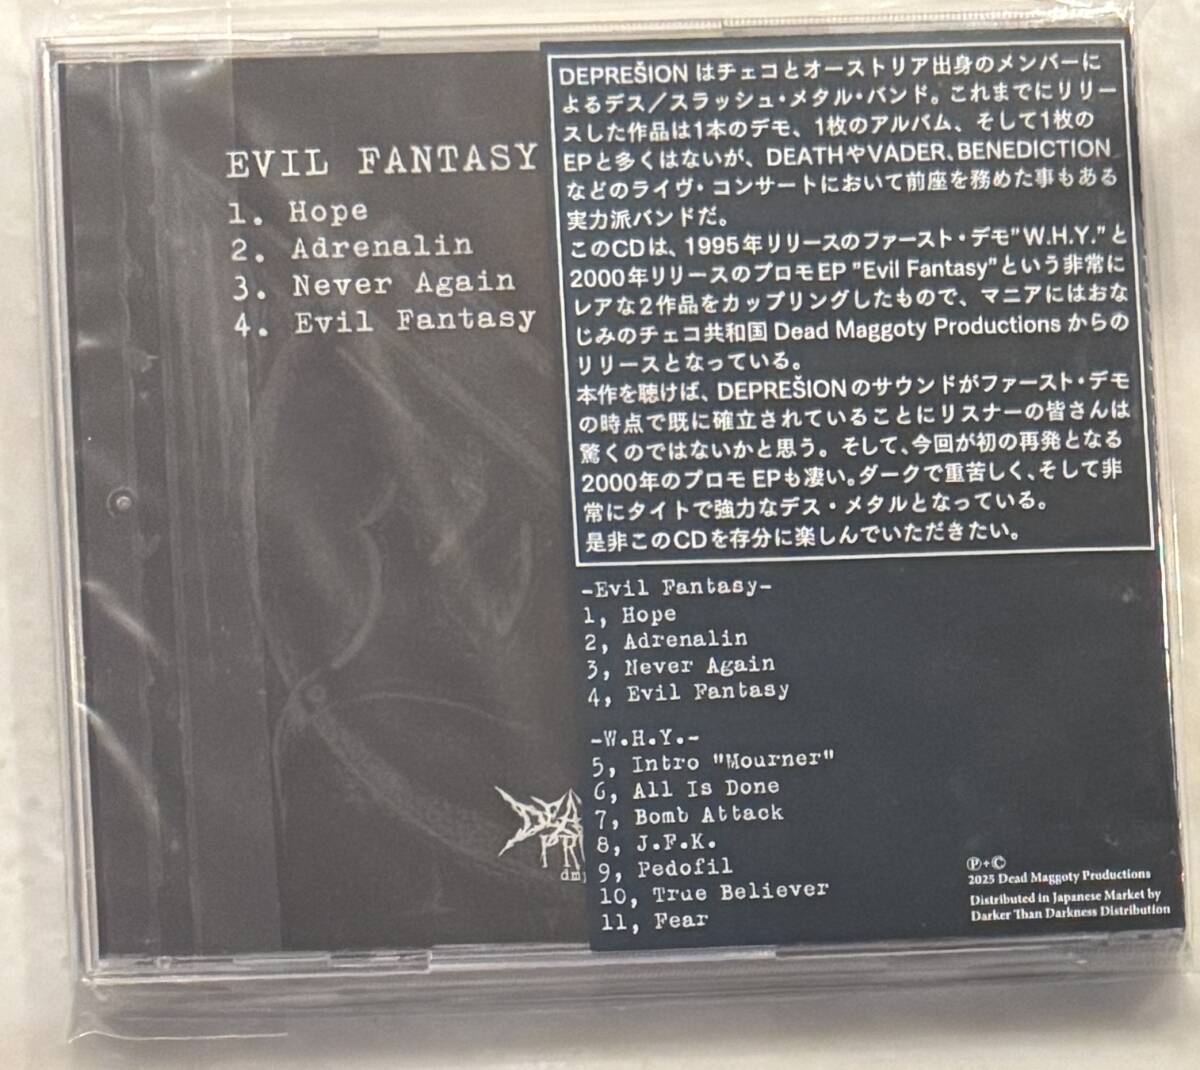 EVIL FANTASY
1. Hope
2. Adrenalin
3. Never Again
4. Evil Fantasy
DEPREŠION はチェコとオーストリア出身のメンバーに
よるデス/スラッシュ・メタル・バンド。これまでにリリー
スした作品は1本のデモ、1枚のアルバム、そして1枚の
EPと多くはないが、DEATHやVADER、BENEDICTION
などのライヴ・コンサートにおいて前座を務めた事もある
実力派バンドだ。
このCDは、1995年リリースのファースト・デモ"W.H.Y."と
2000年リリースのプロモEP "Evil Fantasy"という非常に
レアな2作品をカップリングしたもので、マニアにはおな
じみのチェコ共和国 Dead Maggoty Productions からの
リリースとなっている。
本作を聴けば、DEPREŠIONのサウンドがファースト・デモ
の時点で既に確立されていることにリスナーの皆さんは
驚くのではないかと思う。そして、今回が初の再発となる
2000年のプロモEPも凄い。ダークで重苦しく、そして非
常にタイトで強力なデス・メタルとなっている。
是非このCDを存分に楽しんでいただきたい。
-Evil Fantasy-
1, Hope
2, Adrenalin
3, Never Again
4, Evil Fantasy
-W.H.Y.-
5, Intro "Mourner"
6, All Is Done
7, Bomb Attack
8, J.F.K.
9, Pedofil
10, True Believer
11, Fear
DEA
PR
dm
Ⓟ+©
2025 Dead Maggoty Productions
Distributed in Japanese Market by
Darker Than Darkness Distribution